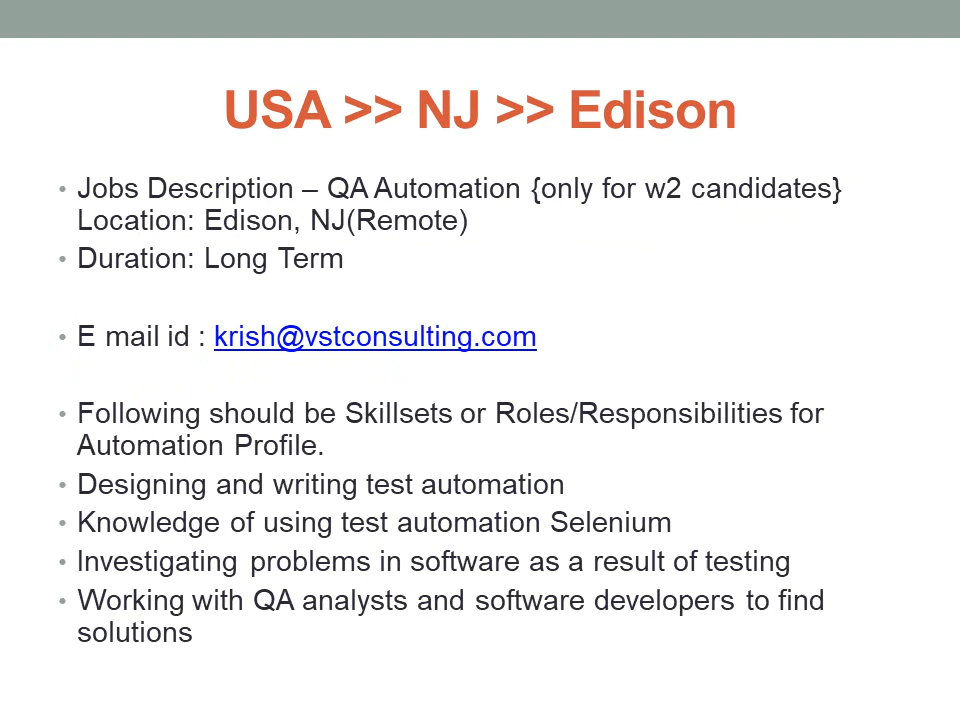 USA >> NJ >> Edison
• Jobs Description – QA Automation {only for w2 candidates}
Location: Edison, NJ(Remote)
• Duration: Long Term
• E mail id : krish@vstconsulting.com
• Following should be Skillsets or Roles/Responsibilities for
Automation Profile.
• Designing and writing test automation
• Knowledge of using test automation Selenium
• Investigating problems in software as a result of testing
• Working with QA analysts and software developers to find
solutions